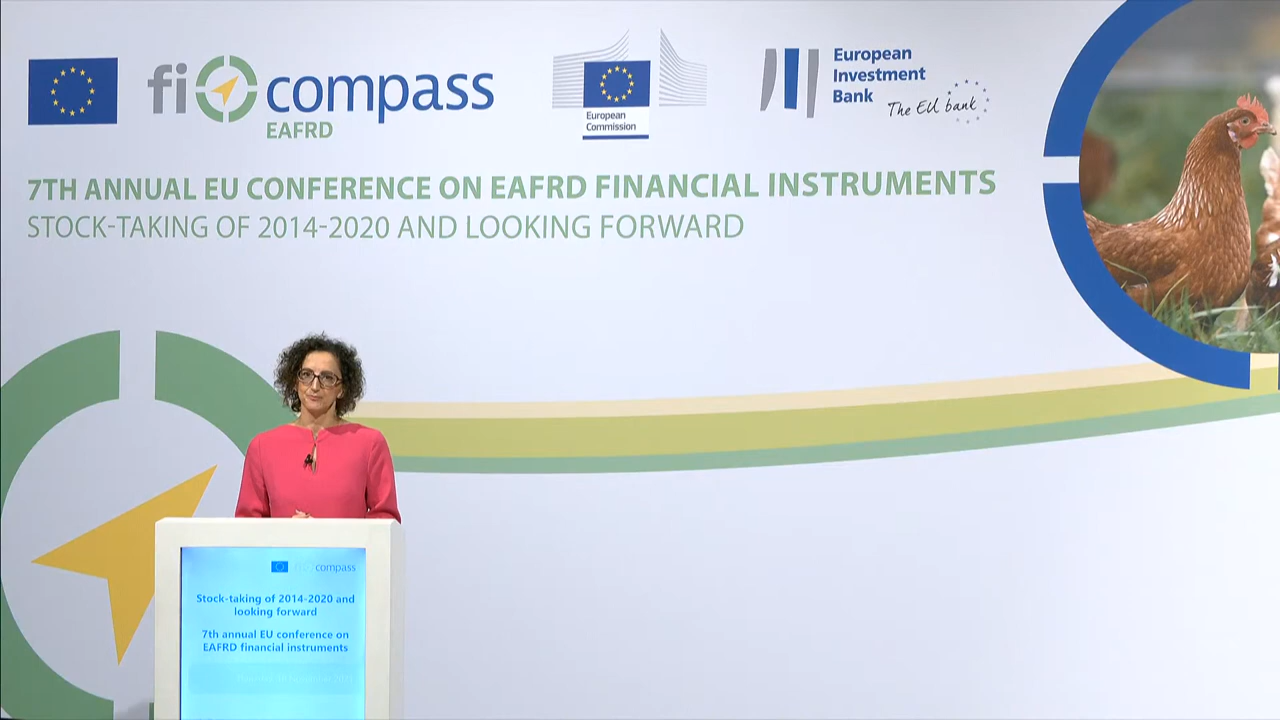 fi compass
EAFRD
European
Commission
European
Investment
Bank
The EU bank
7TH ANNUAL EU CONFERENCE ON EAFRD FINANCIAL INSTRUMENTS
STOCK-TAKING OF 2014-2020 AND LOOKING FORWARD
compass
Stock-taking of 2014-2020 and
looking forward
7th annual EU conference on
EAFRD financial instruments